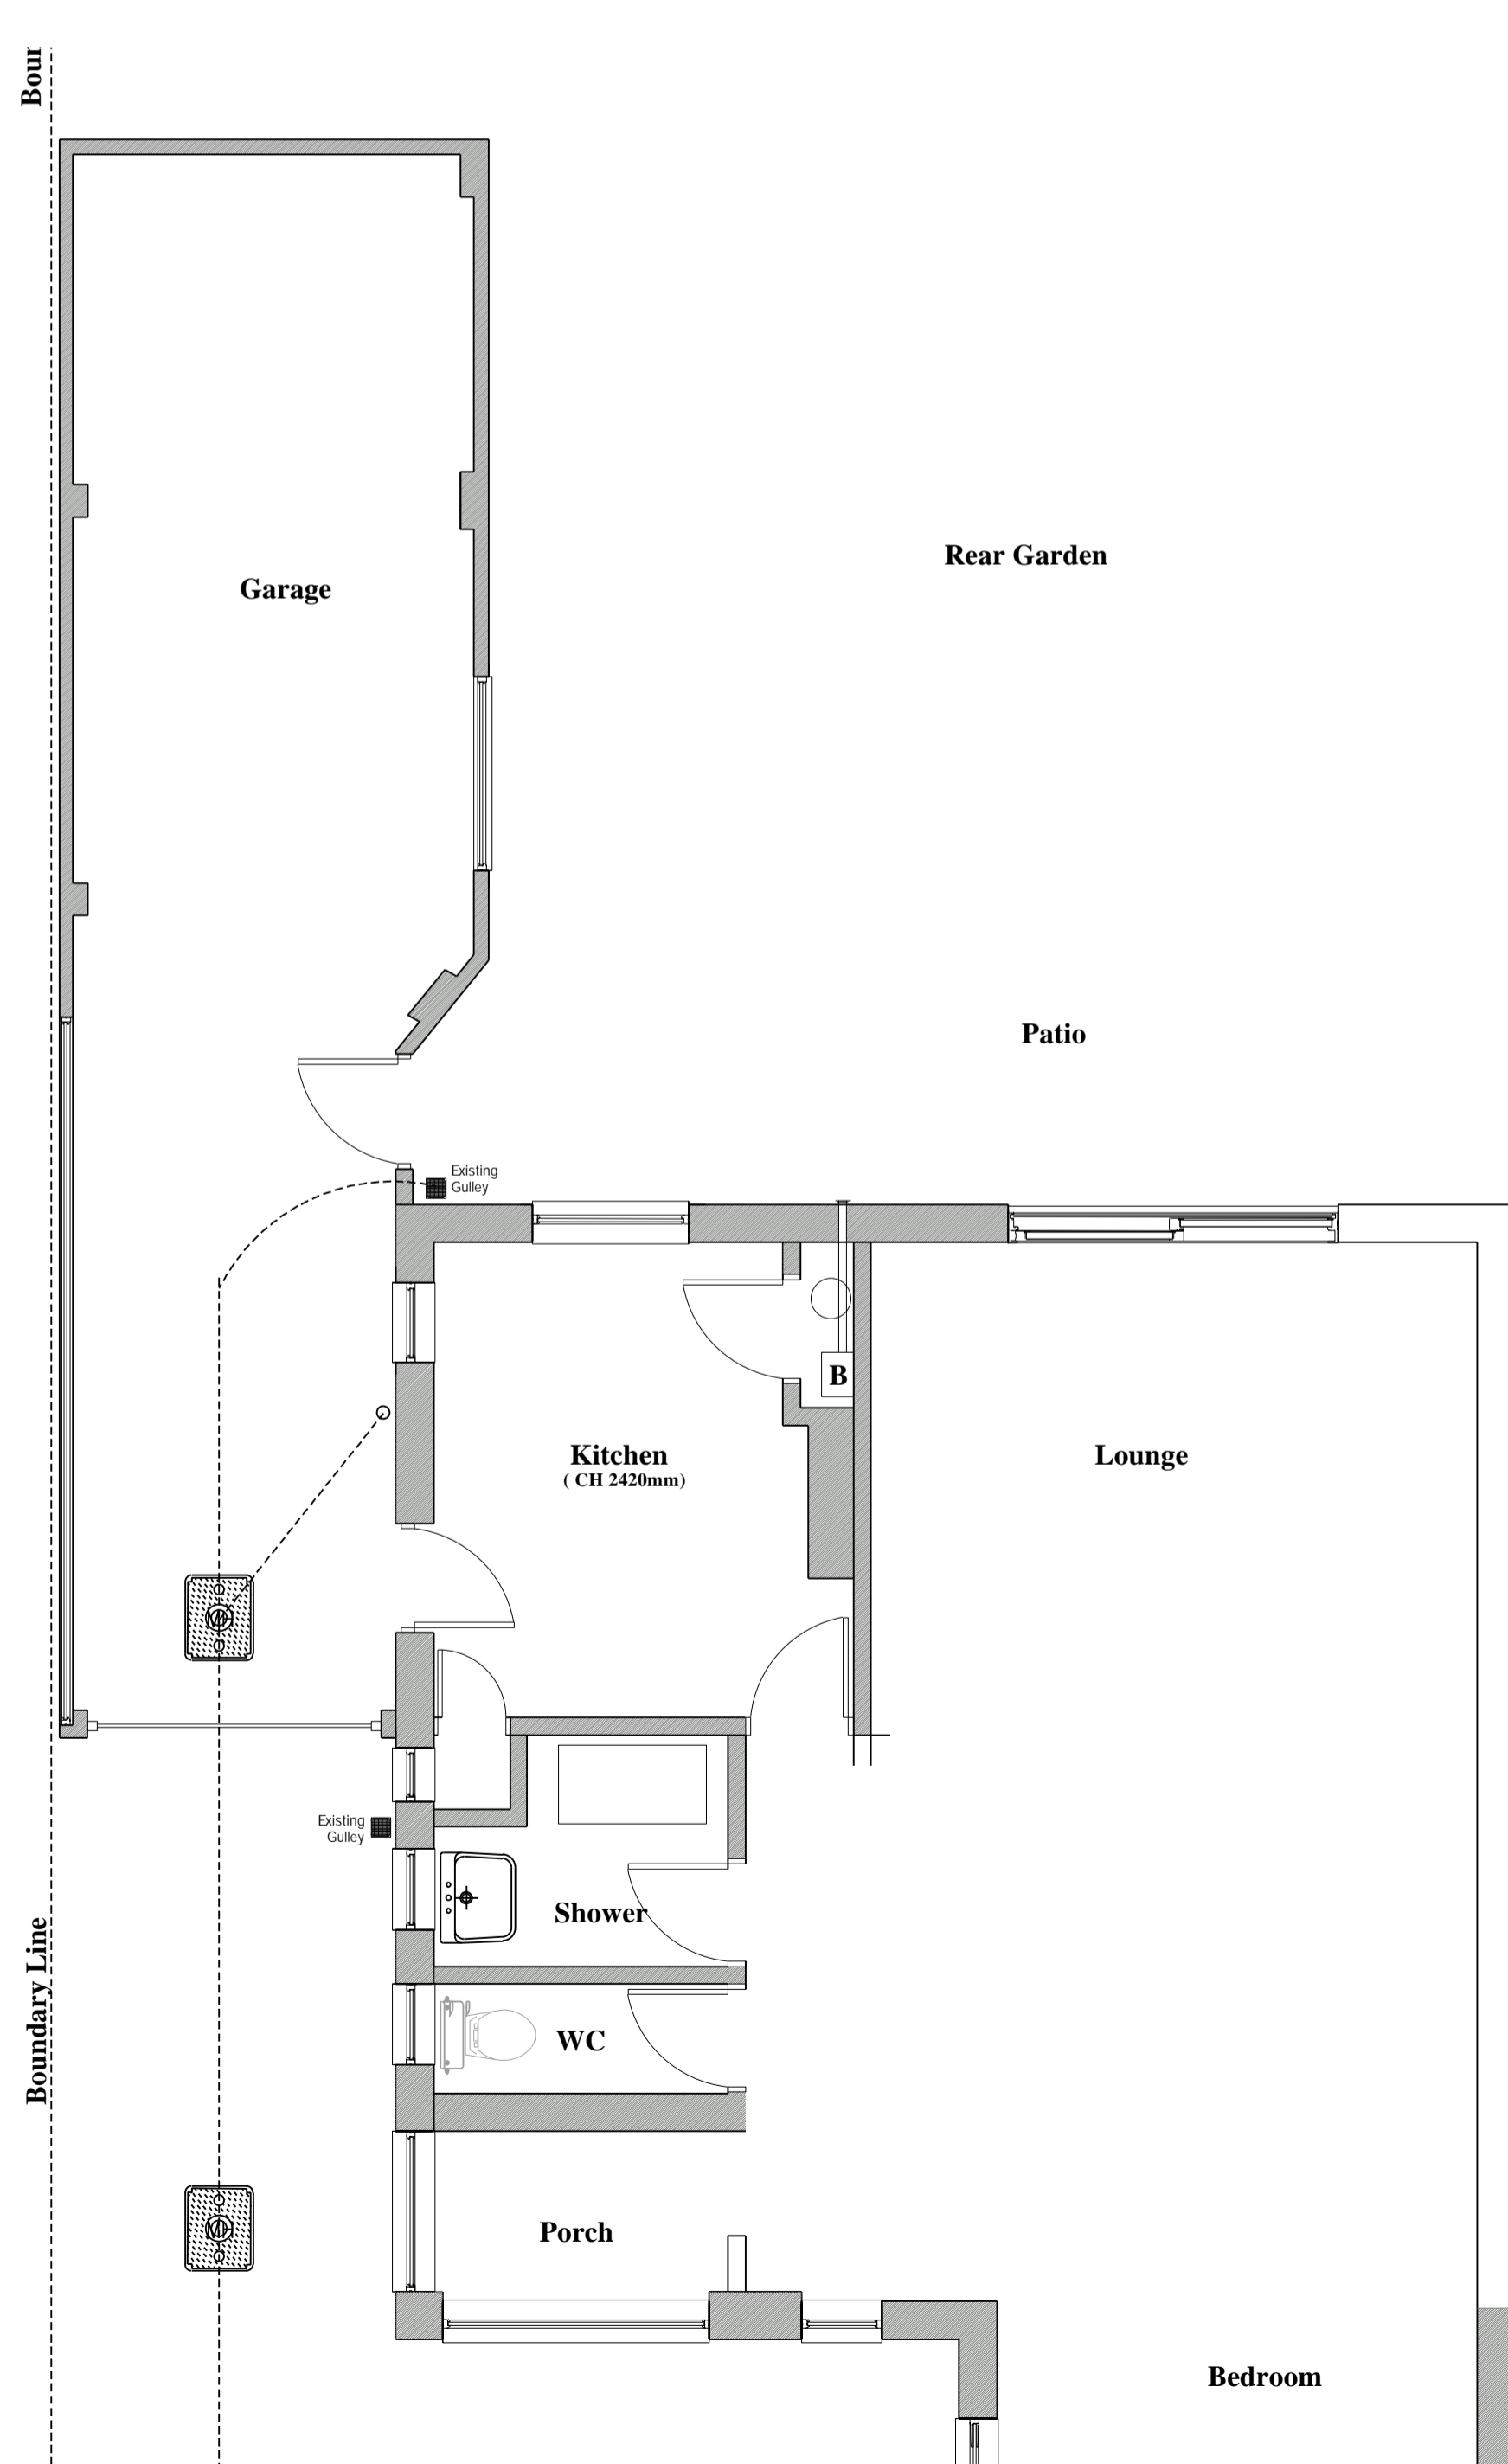 Bour
Garage
Rear Garden
Patio
Existing
Gulley
B
Kitchen
( CH 2420mm)
Lounge
Existing
Gulley
Shower
Boundary Line
WC
Porch
Bedroom